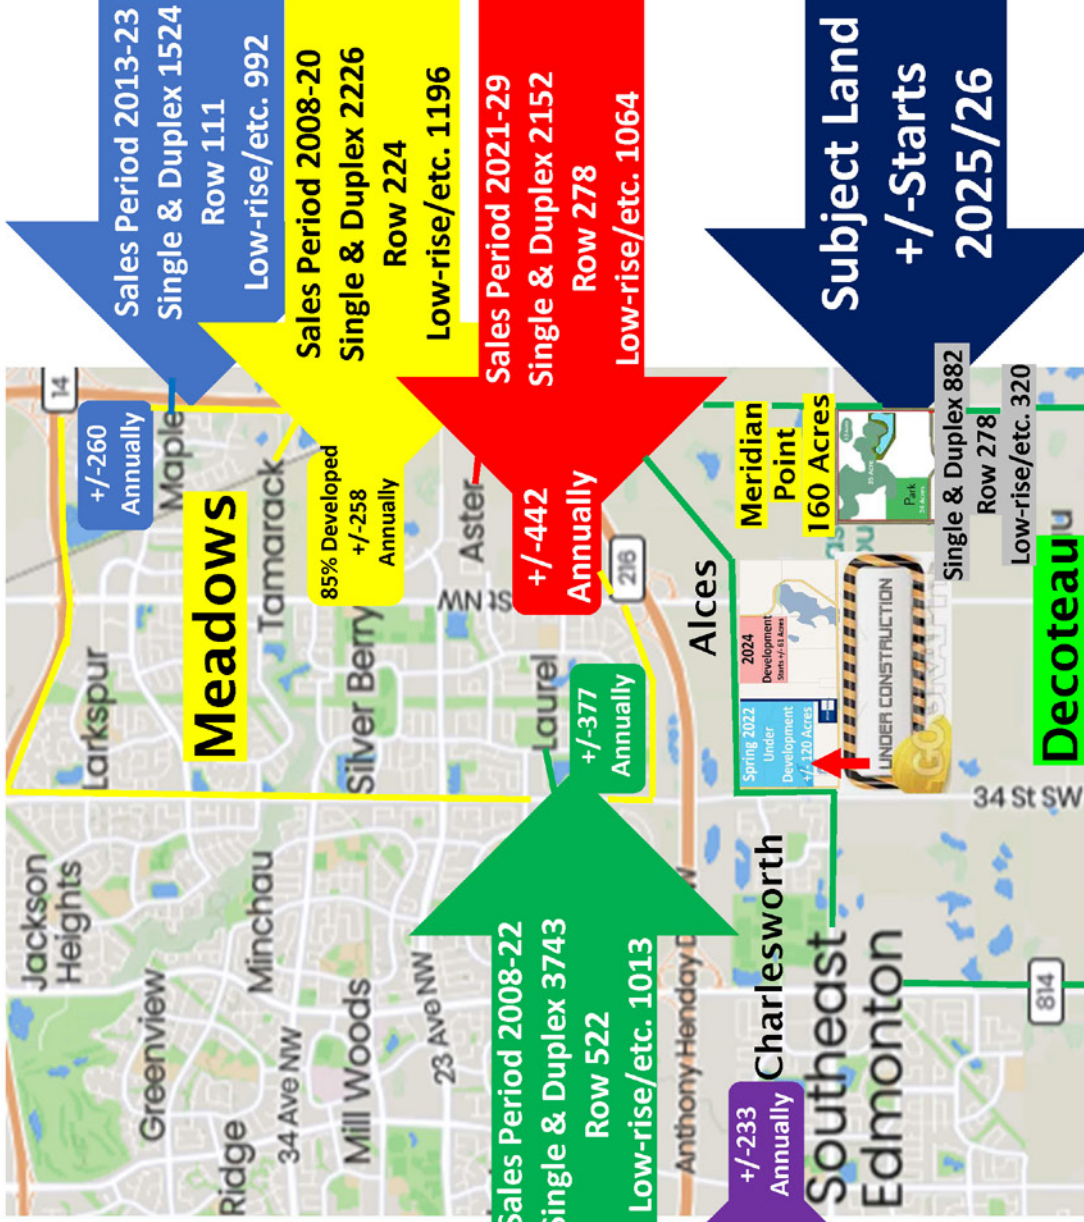 Sales Period 2013-23
Single & Duplex 1524
Row 111
Low-rise/etc. 992
Sales Period 2008-20
Single & Duplex 2226
Row 224
Low-rise/etc. 1196
Sales Period 2021-29
Single & Duplex 2152
Row 278
Low-rise/etc. 1064
Subject Land
+/-Starts
2025/26
14
+/-260
Annually
Maple
Meadows
Larkspur
Tamarack
85% Developed
+/-258
Annually
Silver Berry
Aster
St NW
+/-442
Annually
Laurel
216
+/-377
Annually
Jackson
Heights
Greenview
Minchau
Ridge
34 Ave NW
Mill Woods
23 Ave NW
Sales Period 2008-22
Single & Duplex 3743
Row 522
Low-rise/etc. 1013
Anthony Henday
Alces
Meridian
Point
160 Acres
Park
2024
Development
Starts +/- 61 Acres
Spring 2022
Under
Development
+/- 120 Acres
UNDER CONSTRUCTION
Single & Duplex 882
Row 278
Low-rise/etc. 320
Decoteau
34 St SW
Charlesworth
+/-233
Annually
Southeast
Edmonton
814